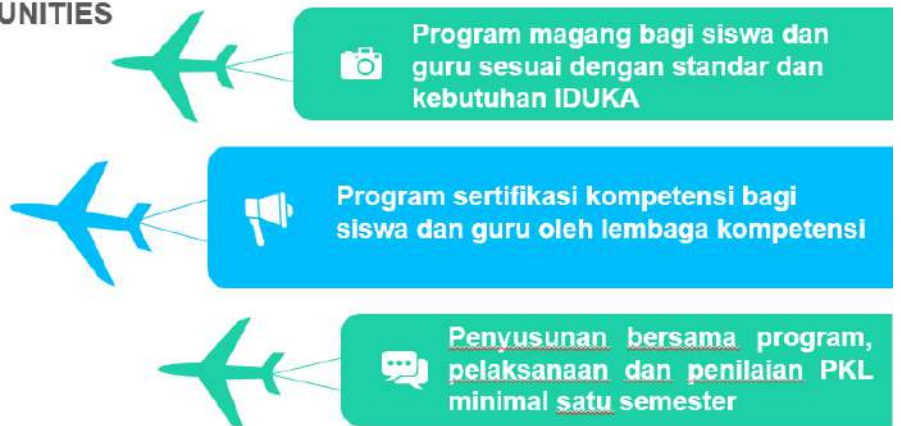 UNITIES
Program magang bagi siswa dan
guru sesuai dengan standar dan
kebutuhan IDUKA
Program sertifikasi kompetensi bagi
siswa dan guru oleh lembaga kompetensi
Penyusunan bersama program,
pelaksanaan dan penilaian PKL
minimal satu semester